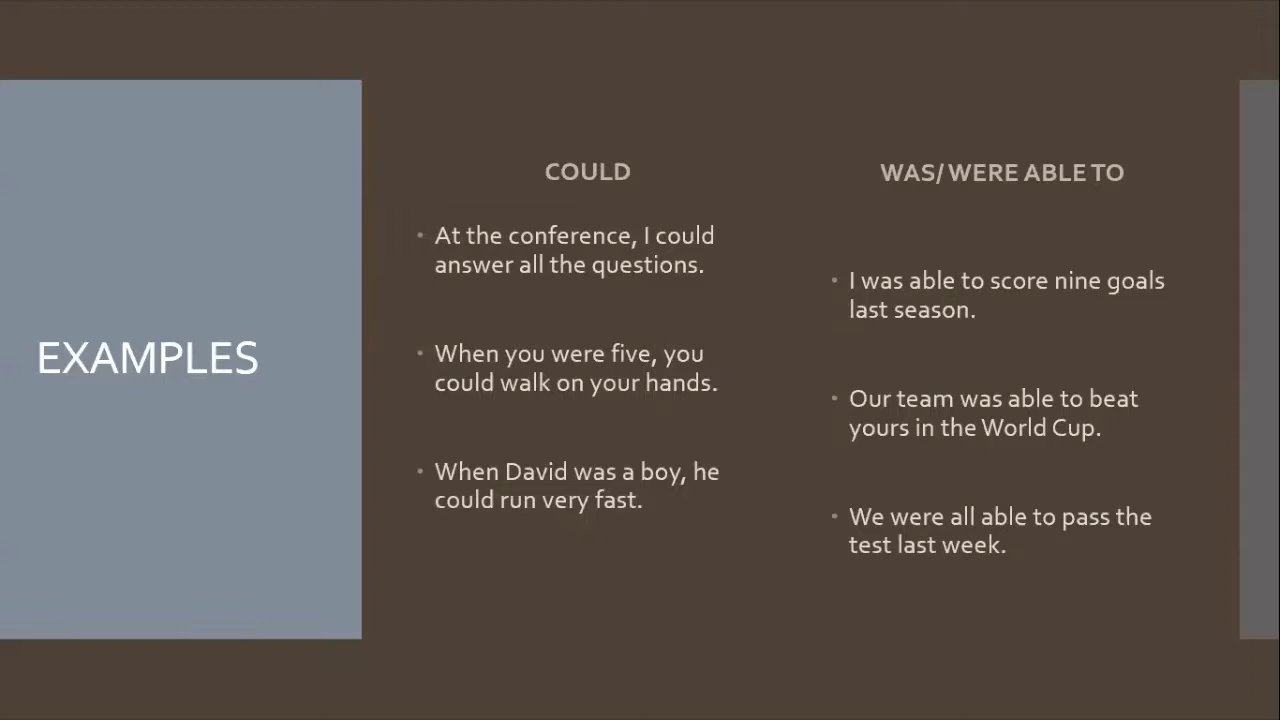 EXAMPLES
COULD
At the conference, I could
answer all the questions.
When you were five, you
could walk on your hands.
When David was a boy, he
could run very fast.
WAS/ WERE ABLE TO
I was able to score nine goals
last season.
Our team was able to beat
yours in the World Cup.
We were all able to pass the
test last week.